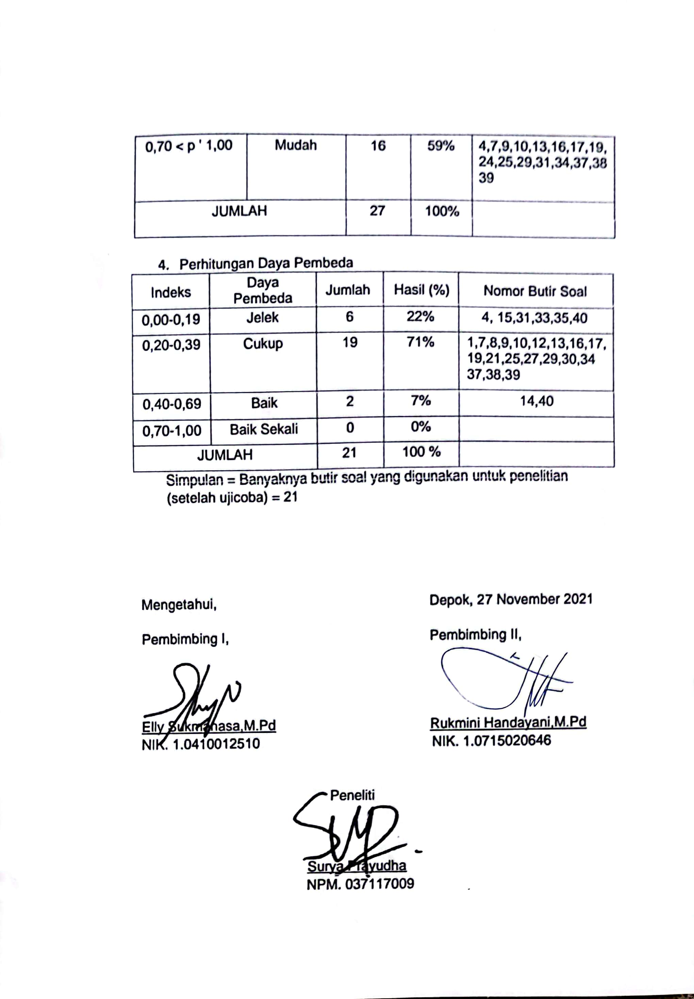 0,70 < p ' 1,00 Mudah 16 59% 4,7,9,10,13,16,17,19,
24,25,29,31,34,37,38
39
JUMLAH 27 100%
4. Perhitungan Daya Pembeda
Indeks Daya Pembeda Jumlah Hasil (%) Nomor Butir Soal
0,00-0,19 Jelek 6 22% 4, 15,31,33,35,40
0,20-0,39 Cukup 19 71% 1,7,8,9,10,12,13,16,17,
19,21,25,27,29,30,34
37,38,39
0,40-0,69 Baik 2 7% 14,40
0,70-1,00 Baik Sekali 0 0%
JUMLAH 21 100 %
Simpulan = Banyaknya butir soal yang digunakan untuk penelitian
(setelah ujicoba) = 21
Mengetahui,
Depok, 27 November 2021
Pembimbing I,
Pembimbing II,
Elly Sukmanasa,M.Pd
NIK. 1.0410012510
Rukmini Handayani,M.Pd
NIK. 1.0715020646
Peneliti
Surya Prayudha
NPM. 037117009